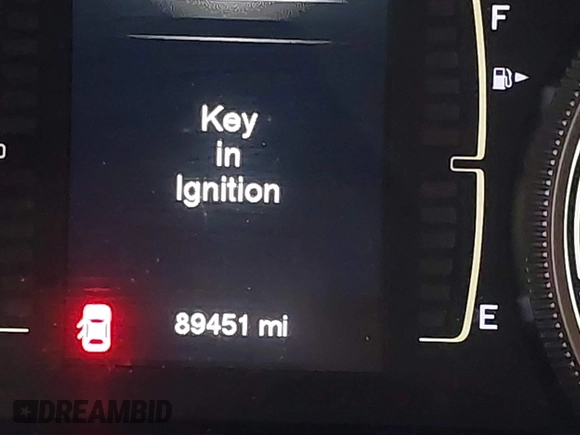 F
Key
in
Ignition
89451 mi
E
DREAMBID